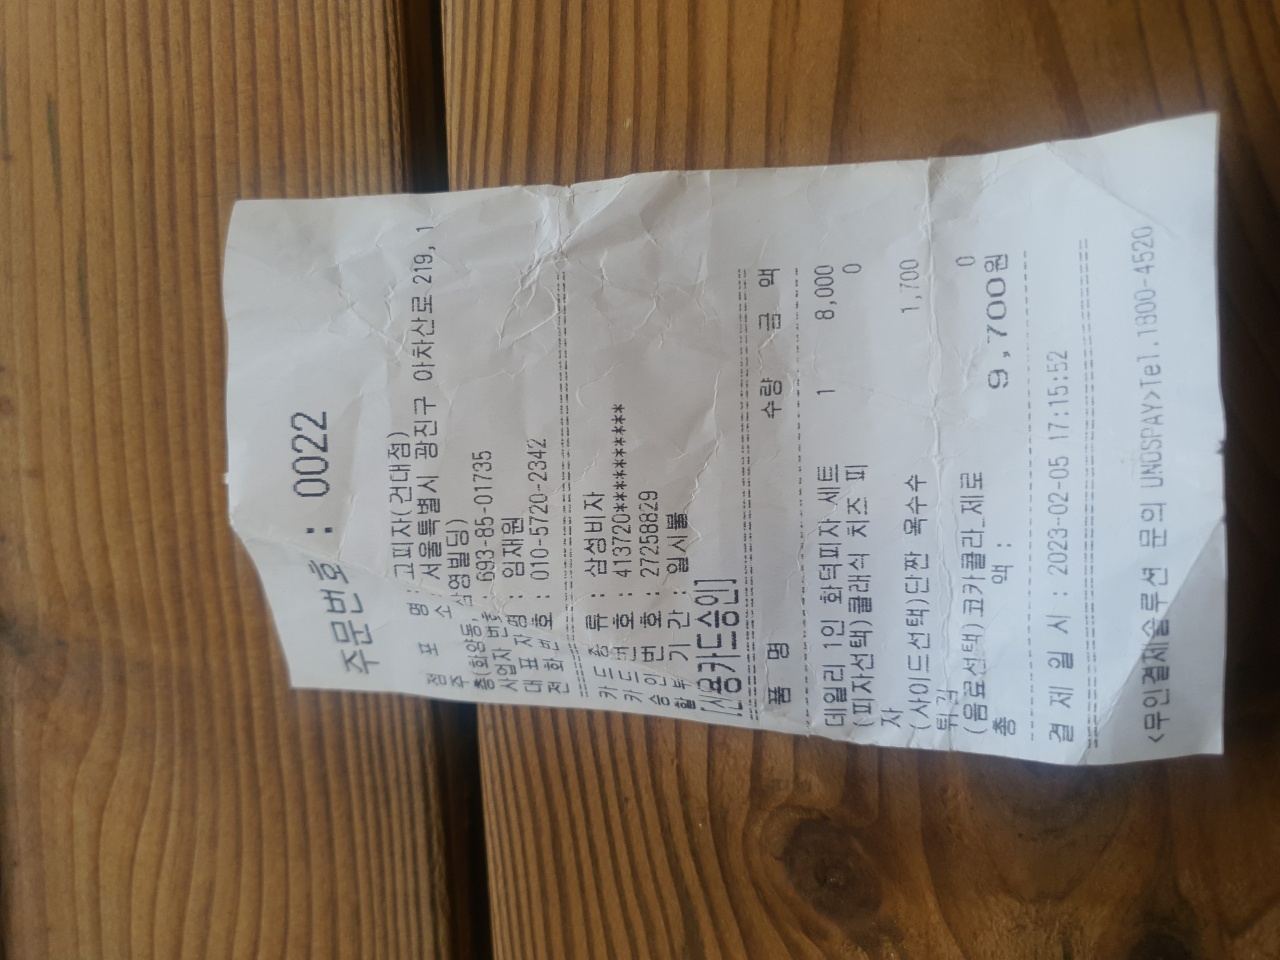 주문번호 : 0022
점 포 명 : 고피자(건대점)
주 소 : 서울특별시 광진구 아차산로 219, 1
층(화양동, 삼영빌딩)
사업자 번호 : 693-85-01735
대 표 자 명 : 임재원
전 화 번 호 : 010-5720-2342
카 드 종 류 : 삼성비자
카 드 번 호 : 413720**********
승 인 번 호 : 27258829
할 부 기 간 : 일시불
[신용카드승인]
품 명 수량 금 액
데일리 1인 화덕피자 세트 1 8,000
(피자선택)클래식 치즈 피 0
자
(사이드선택)단짠 옥수수 1,700
튀김
(음료선택)코카콜라_제로 0
총 액 : 9,700원
결 제 일 시 : 2023-02-05 17:15:52
<무인결제솔루션 문의 UNOSPAY>Tel.1800-4520